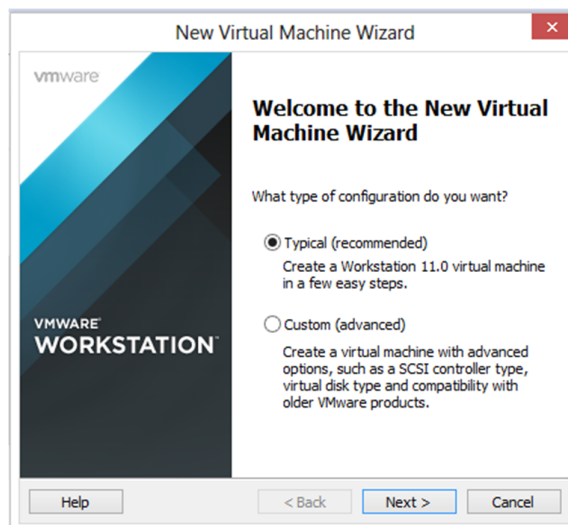 New Virtual Machine Wizard
vmware
Welcome to the New Virtual
Machine Wizard
What type of configuration do you want?
Typical (recommended)
Create a Workstation 11.0 virtual machine
in a few easy steps.
Custom (advanced)
Create a virtual machine with advanced
options, such as a SCSI controller type,
virtual disk type and compatibility with
older VMware products.
VMWARE®
WORKSTATION™
Help
< Back
Next >
Cancel